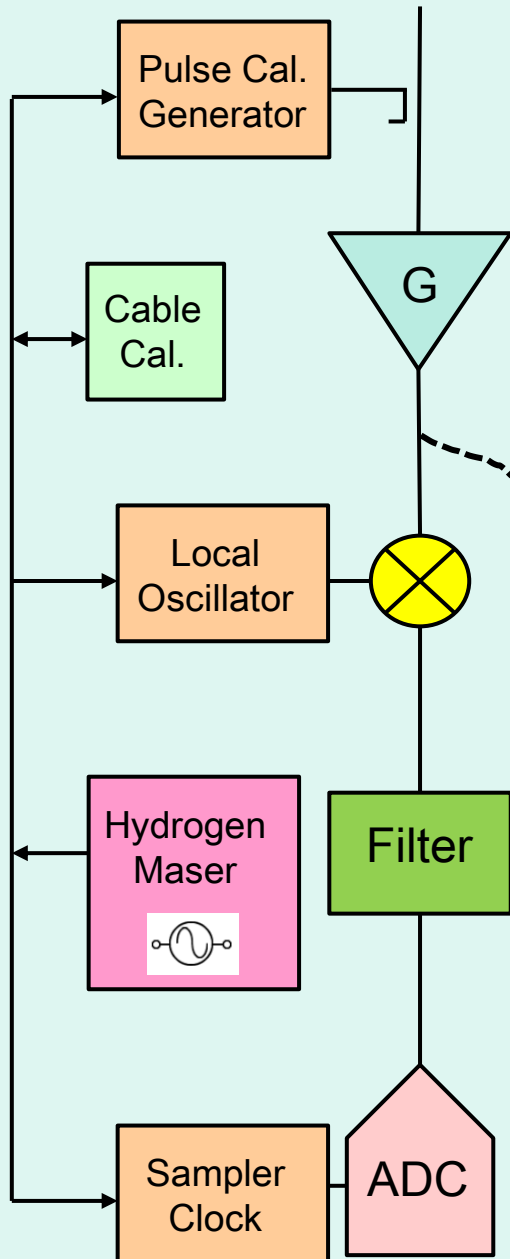 Pulse Cal.
Generator
G
Cable
Cal.
Local
Oscillator
Hydrogen
Maser
Filter
Sampler
Clock
ADC